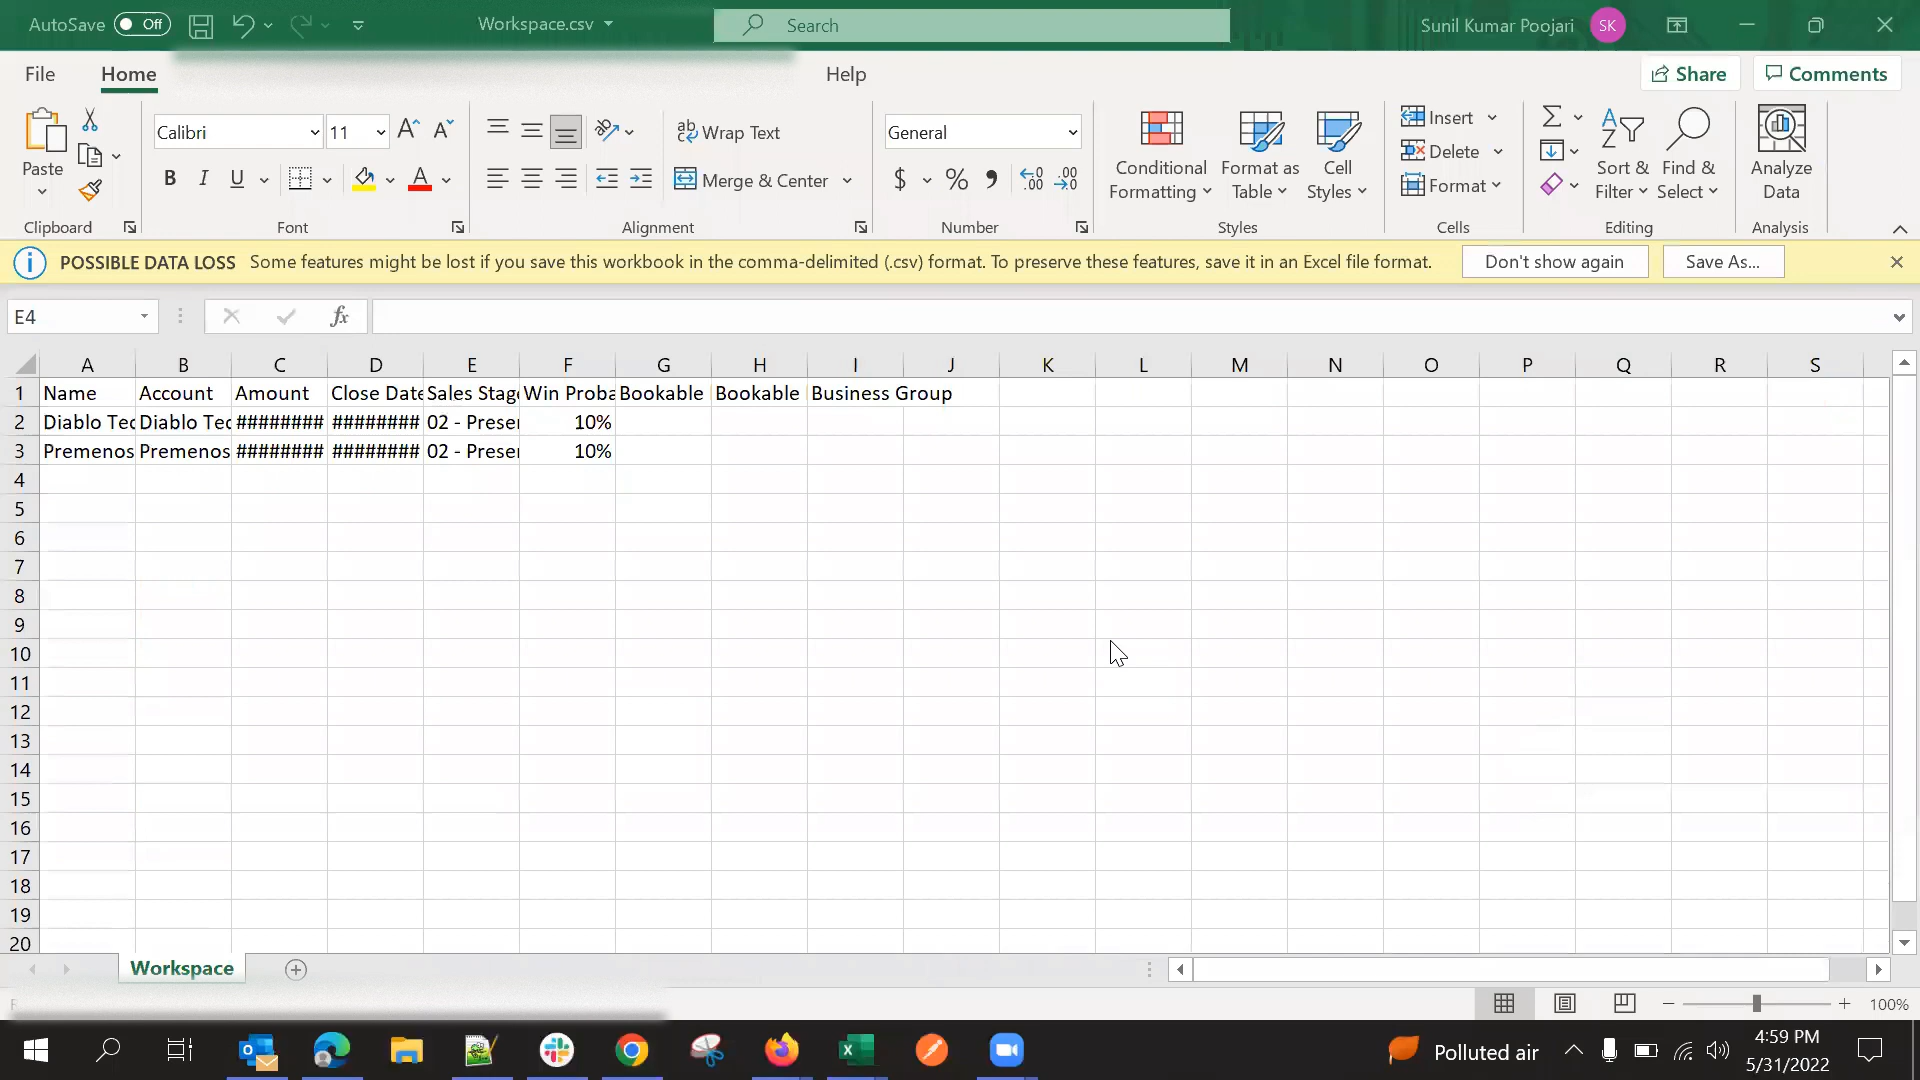 AutoSave Off Workspace.csv Search Sunil Kumar Poojari SK
File Home Help Share Comments
Calibri 11 Wrap Text General
Paste B I U Merge & Center $ % Conditional Formatting Format as Table Cell Styles Insert Delete Format Sort & Filter Find & Select Analyze Data
Clipboard Font Alignment Number Styles Cells Editing Analysis
POSSIBLE DATA LOSS Some features might be lost if you save this workbook in the comma-delimited (.csv) format. To preserve these features, save it in an Excel file format. Don't show again Save As...
E4 fx
A B C D E F G H I J K L M N O P Q R S
1 Name Account Amount Close Date Sales Stag Win Proba Bookable Bookable Business Group
2 Diablo Tec Diablo Tec ######## ######## 02 - Preser 10%
3 Premenos Premenos ######## ######## 02 - Preser 10%
4
5
6
7
8
9
10
11
12
13
14
15
16
17
18
19
20
Workspace
100%
Polluted air 4:59 PM
5/31/2022